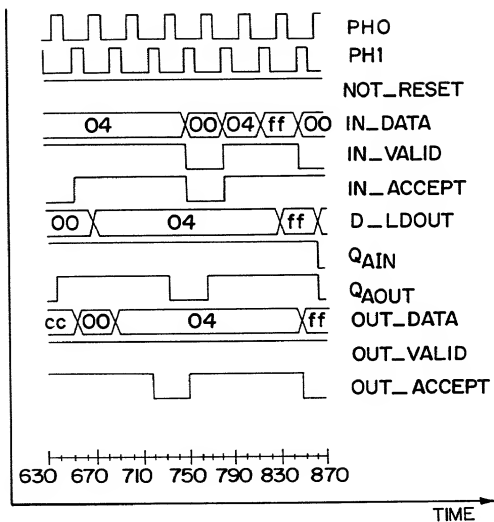 PH0
PH1
NOT_RESET
04 00 04 ff 00 IN_DATA
IN_VALID
IN_ACCEPT
00 04 ff D_LDOUT
QAIN
QAOUT
cc 00 04 ff OUT_DATA
OUT_VALID
OUT_ACCEPT
630 670 710 750 790 830 870
TIME